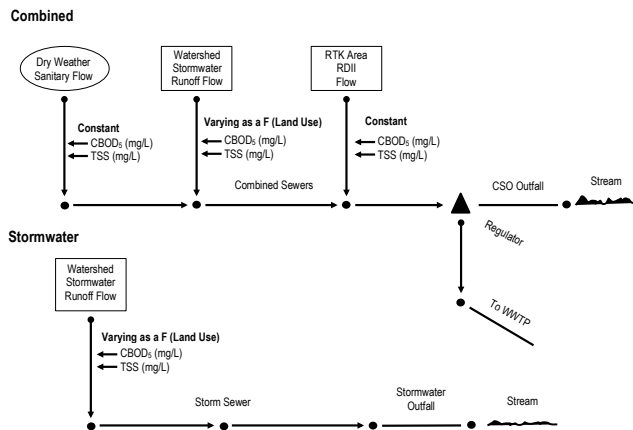 Combined
Dry Weather
Sanitary Flow
Watershed
Stormwater
Runoff Flow
RTK Area
RDII
Flow
Constant
CBOD₅ (mg/L)
TSS (mg/L)
Varying as a F (Land Use)
CBOD₅ (mg/L)
TSS (mg/L)
Constant
CBOD₅ (mg/L)
TSS (mg/L)
Combined Sewers
CSO Outfall
Stream
Regulator
To WWTP
Stormwater
Watershed
Stormwater
Runoff Flow
Varying as a F (Land Use)
CBOD₅ (mg/L)
TSS (mg/L)
Storm Sewer
Stormwater
Outfall
Stream